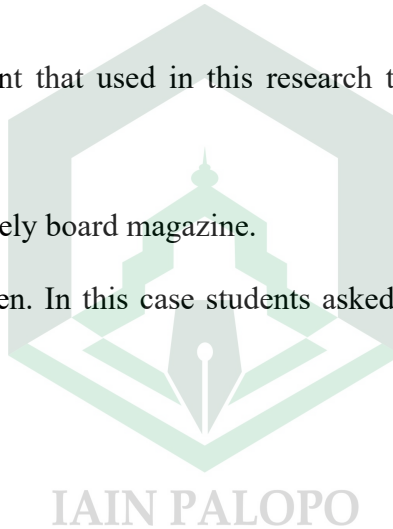 nt that used in this research t
ely board magazine.
en. In this case students asked
IAIN PALOPO